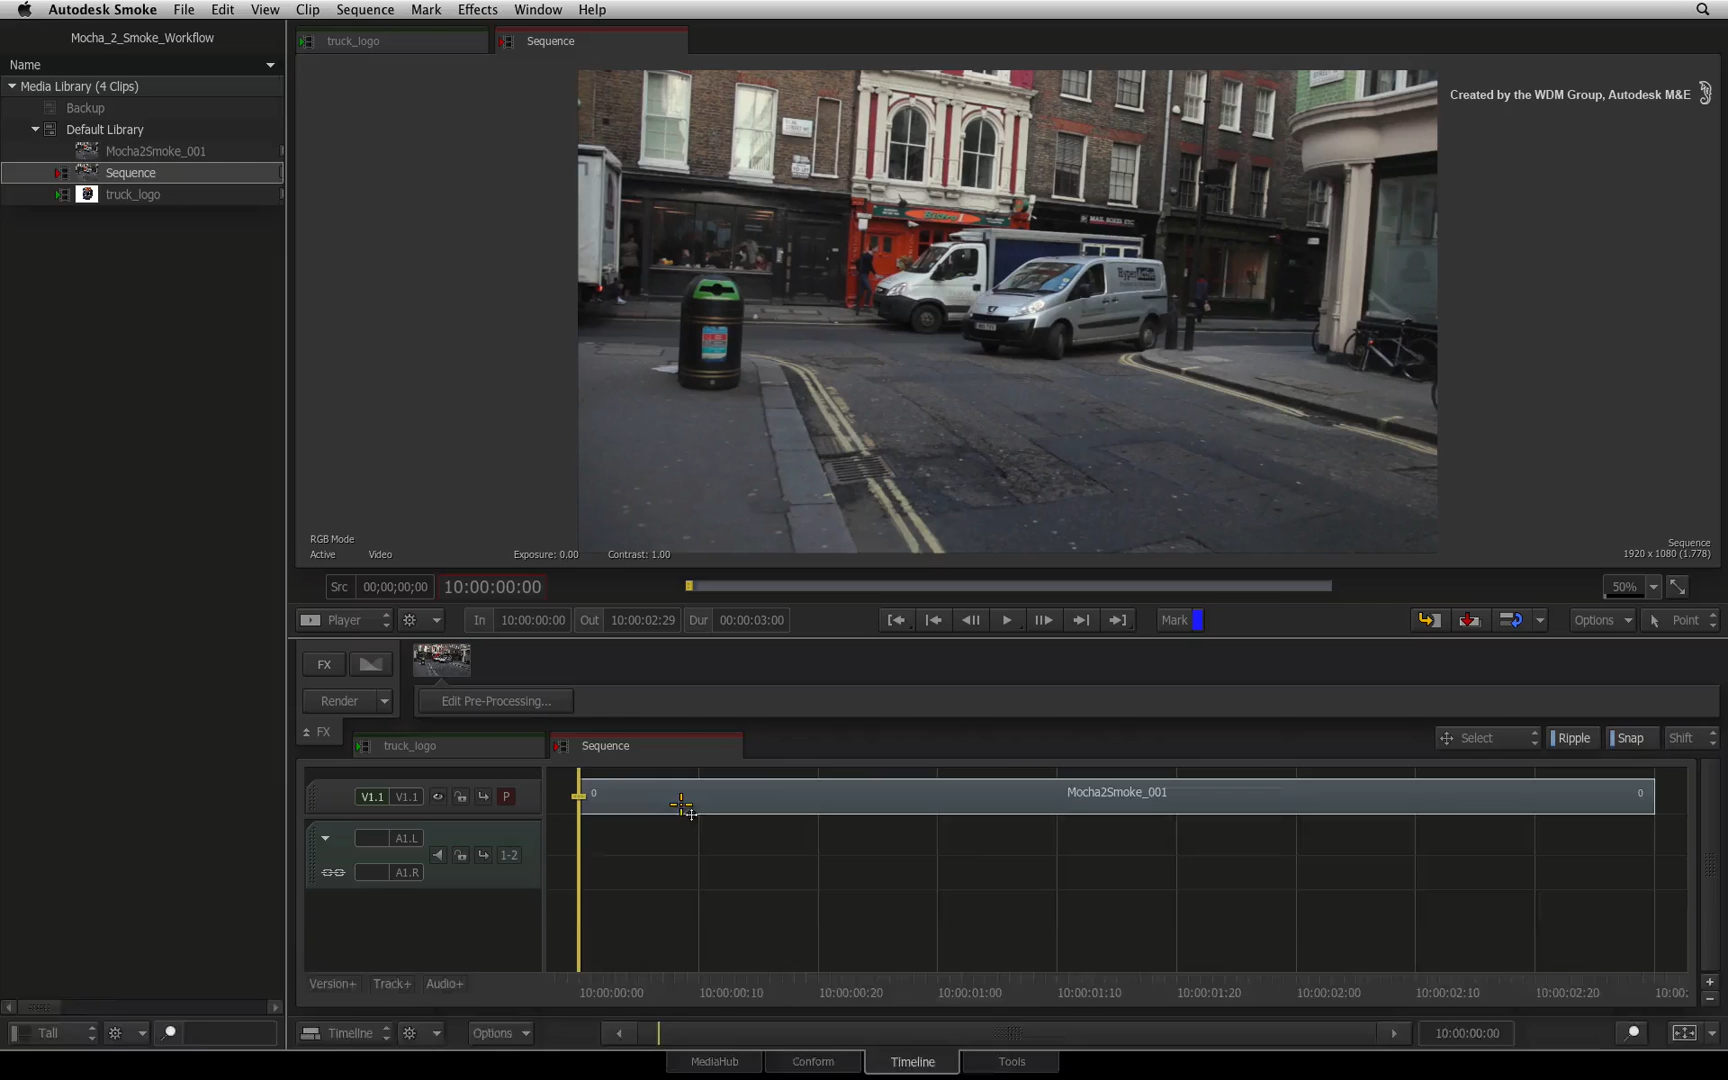 Autodesk Smoke File Edit View Clip Sequence Mark Effects Window Help
Mocha_2_Smoke_Workflow
Name
Media Library (4 Clips)
Backup
Default Library
Mocha2Smoke_001
Sequence
truck_logo
truck_logo
Sequence
Created by the WDM Group, Autodesk M&E
HyperActive
MAIL BOXES ETC
RGB Mode
Active Video Exposure: 0.00 Contrast: 1.00
Sequence
1920 x 1080 (1.778)
Src 00;00;00;00 10:00:00:00
50%
Player In 10:00:00:00 Out 10:00:02:29 Dur 00:00:03:00 Mark Options Point
FX
Render Edit Pre-Processing...
FX truck_logo Sequence Select Ripple Snap Shift
V1.1 V1.1 P 0 Mocha2Smoke_001 0
A1.L
1-2
A1.R
Version+ Track+ Audio+
10:00:00:00 10:00:00:10 10:00:00:20 10:00:01:00 10:00:01:10 10:00:01:20 10:00:02:00 10:00:02:10 10:00:02:20 10:00:
Tall Timeline Options 10:00:00:00
MediaHub Conform Timeline Tools